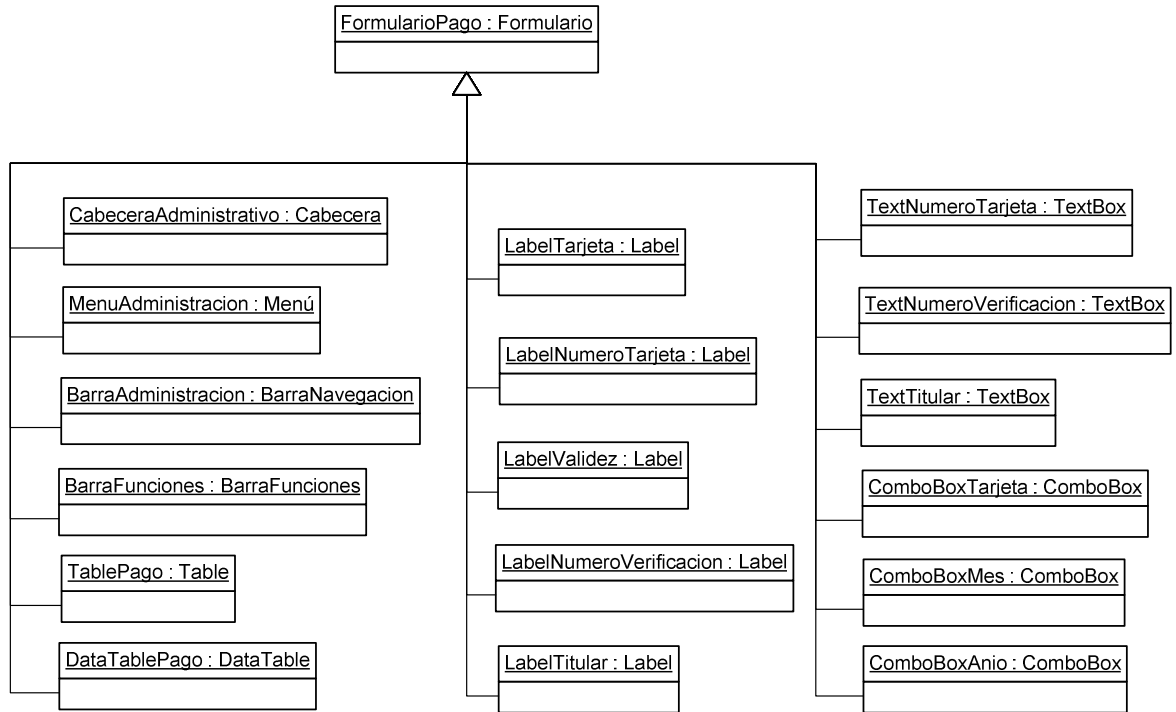 FormularioPago : Formulario
CabeceraAdministrativo : Cabecera
MenuAdministracion : Menú
BarraAdministracion : BarraNavegacion
BarraFunciones : BarraFunciones
TablePago : Table
DataTablePago : DataTable
LabelTarjeta : Label
LabelNumeroTarjeta : Label
LabelValidez : Label
LabelNumeroVerificacion : Label
LabelTitular : Label
TextNumeroTarjeta : TextBox
TextNumeroVerificacion : TextBox
TextTitular : TextBox
ComboBoxTarjeta : ComboBox
ComboBoxMes : ComboBox
ComboBoxAnio : ComboBox